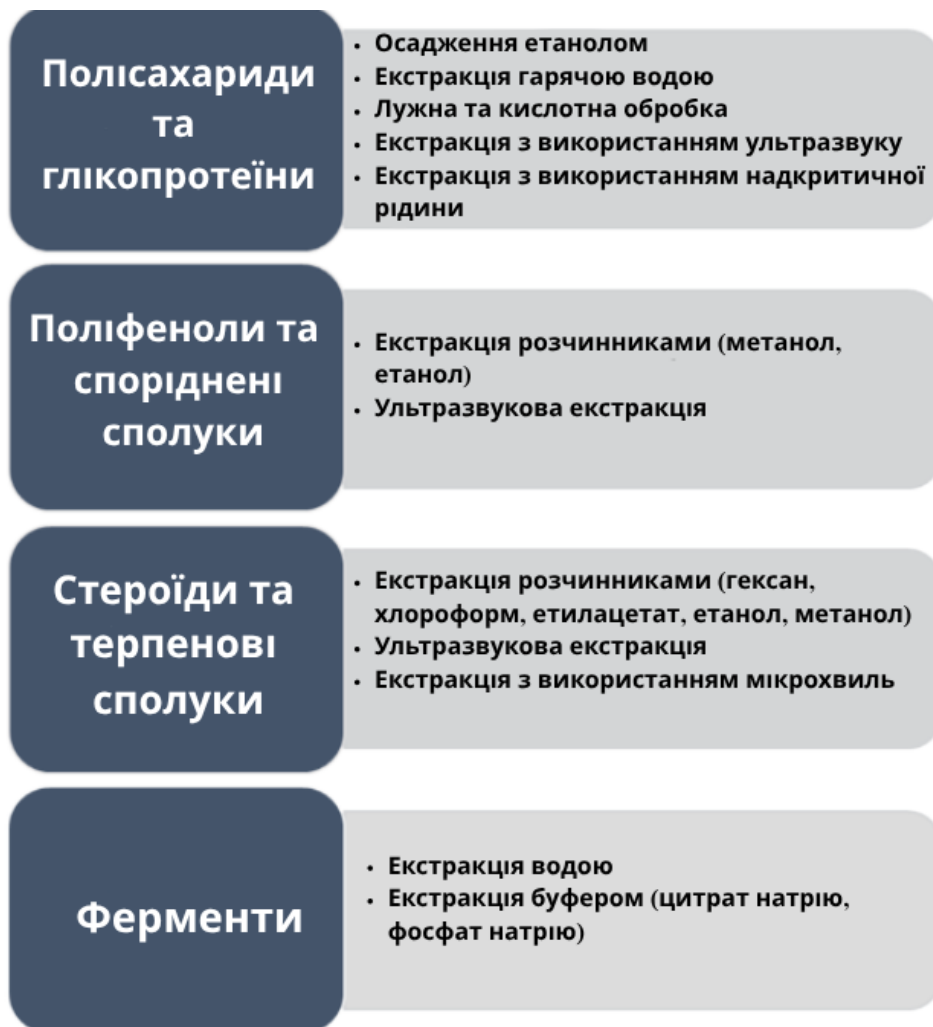 Полісахариди
та
глікопротеїни
• Осадження етанолом
• Екстракція гарячою водою
• Лужна та кислотна обробка
• Екстракція з використанням ультразвуку
• Екстракція з використанням надкритичної
рідини
Поліфеноли та
споріднені
сполуки
• Екстракція розчинниками (метанол,
етанол)
• Ультразвукова екстракція
Стероїди та
терпенові
сполуки
• Екстракція розчинниками (гексан,
хлороформ, етилацетат, етанол, метанол)
• Ультразвукова екстракція
• Екстракція з використанням мікрохвиль
Ферменти
• Екстракція водою
• Екстракція буфером (цитрат натрію,
фосфат натрію)